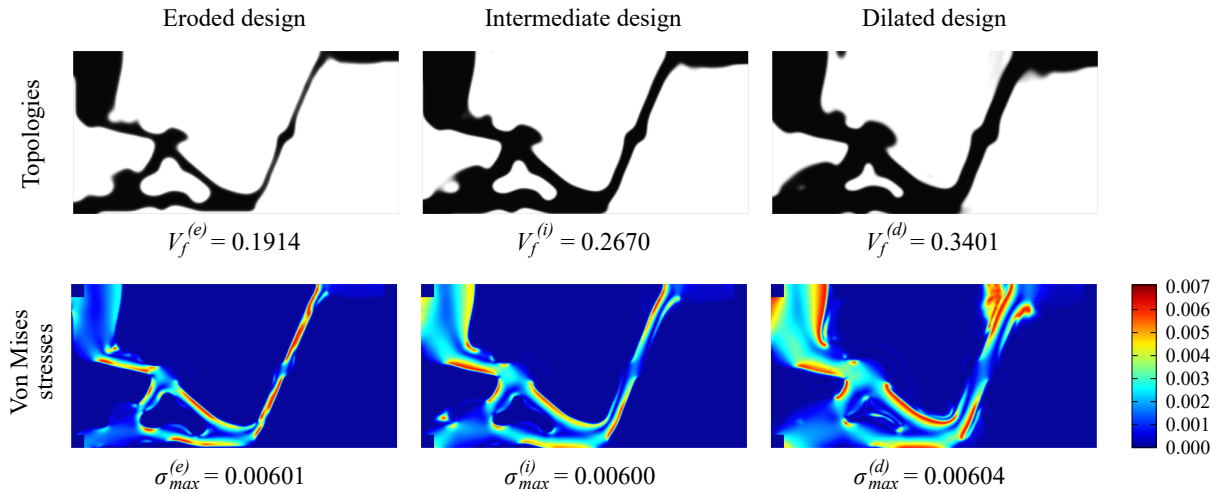 Eroded design
Intermediate design
Dilated design
Topologies
V_f^(e) = 0.1914
V_f^(i) = 0.2670
V_f^(d) = 0.3401
Von Mises
stresses
0.007
0.006
0.005
0.004
0.003
0.002
0.001
0.000
σ_max^(e) = 0.00601
σ_max^(i) = 0.00600
σ_max^(d) = 0.00604